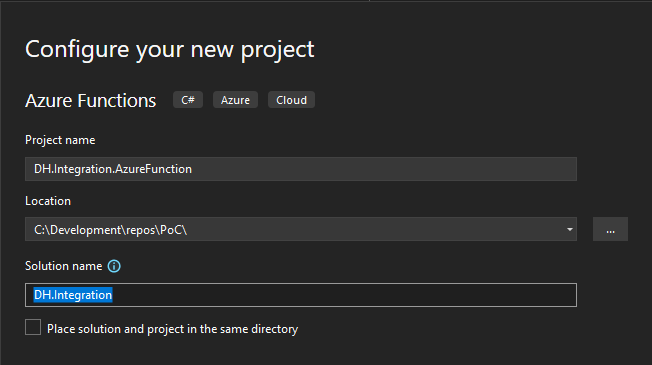 Configure your new project
Azure Functions C# Azure Cloud
Project name
DH.Integration.AzureFunction
Location
C:\Development\repos\PoC\
...
Solution name
DH.Integration
Place solution and project in the same directory